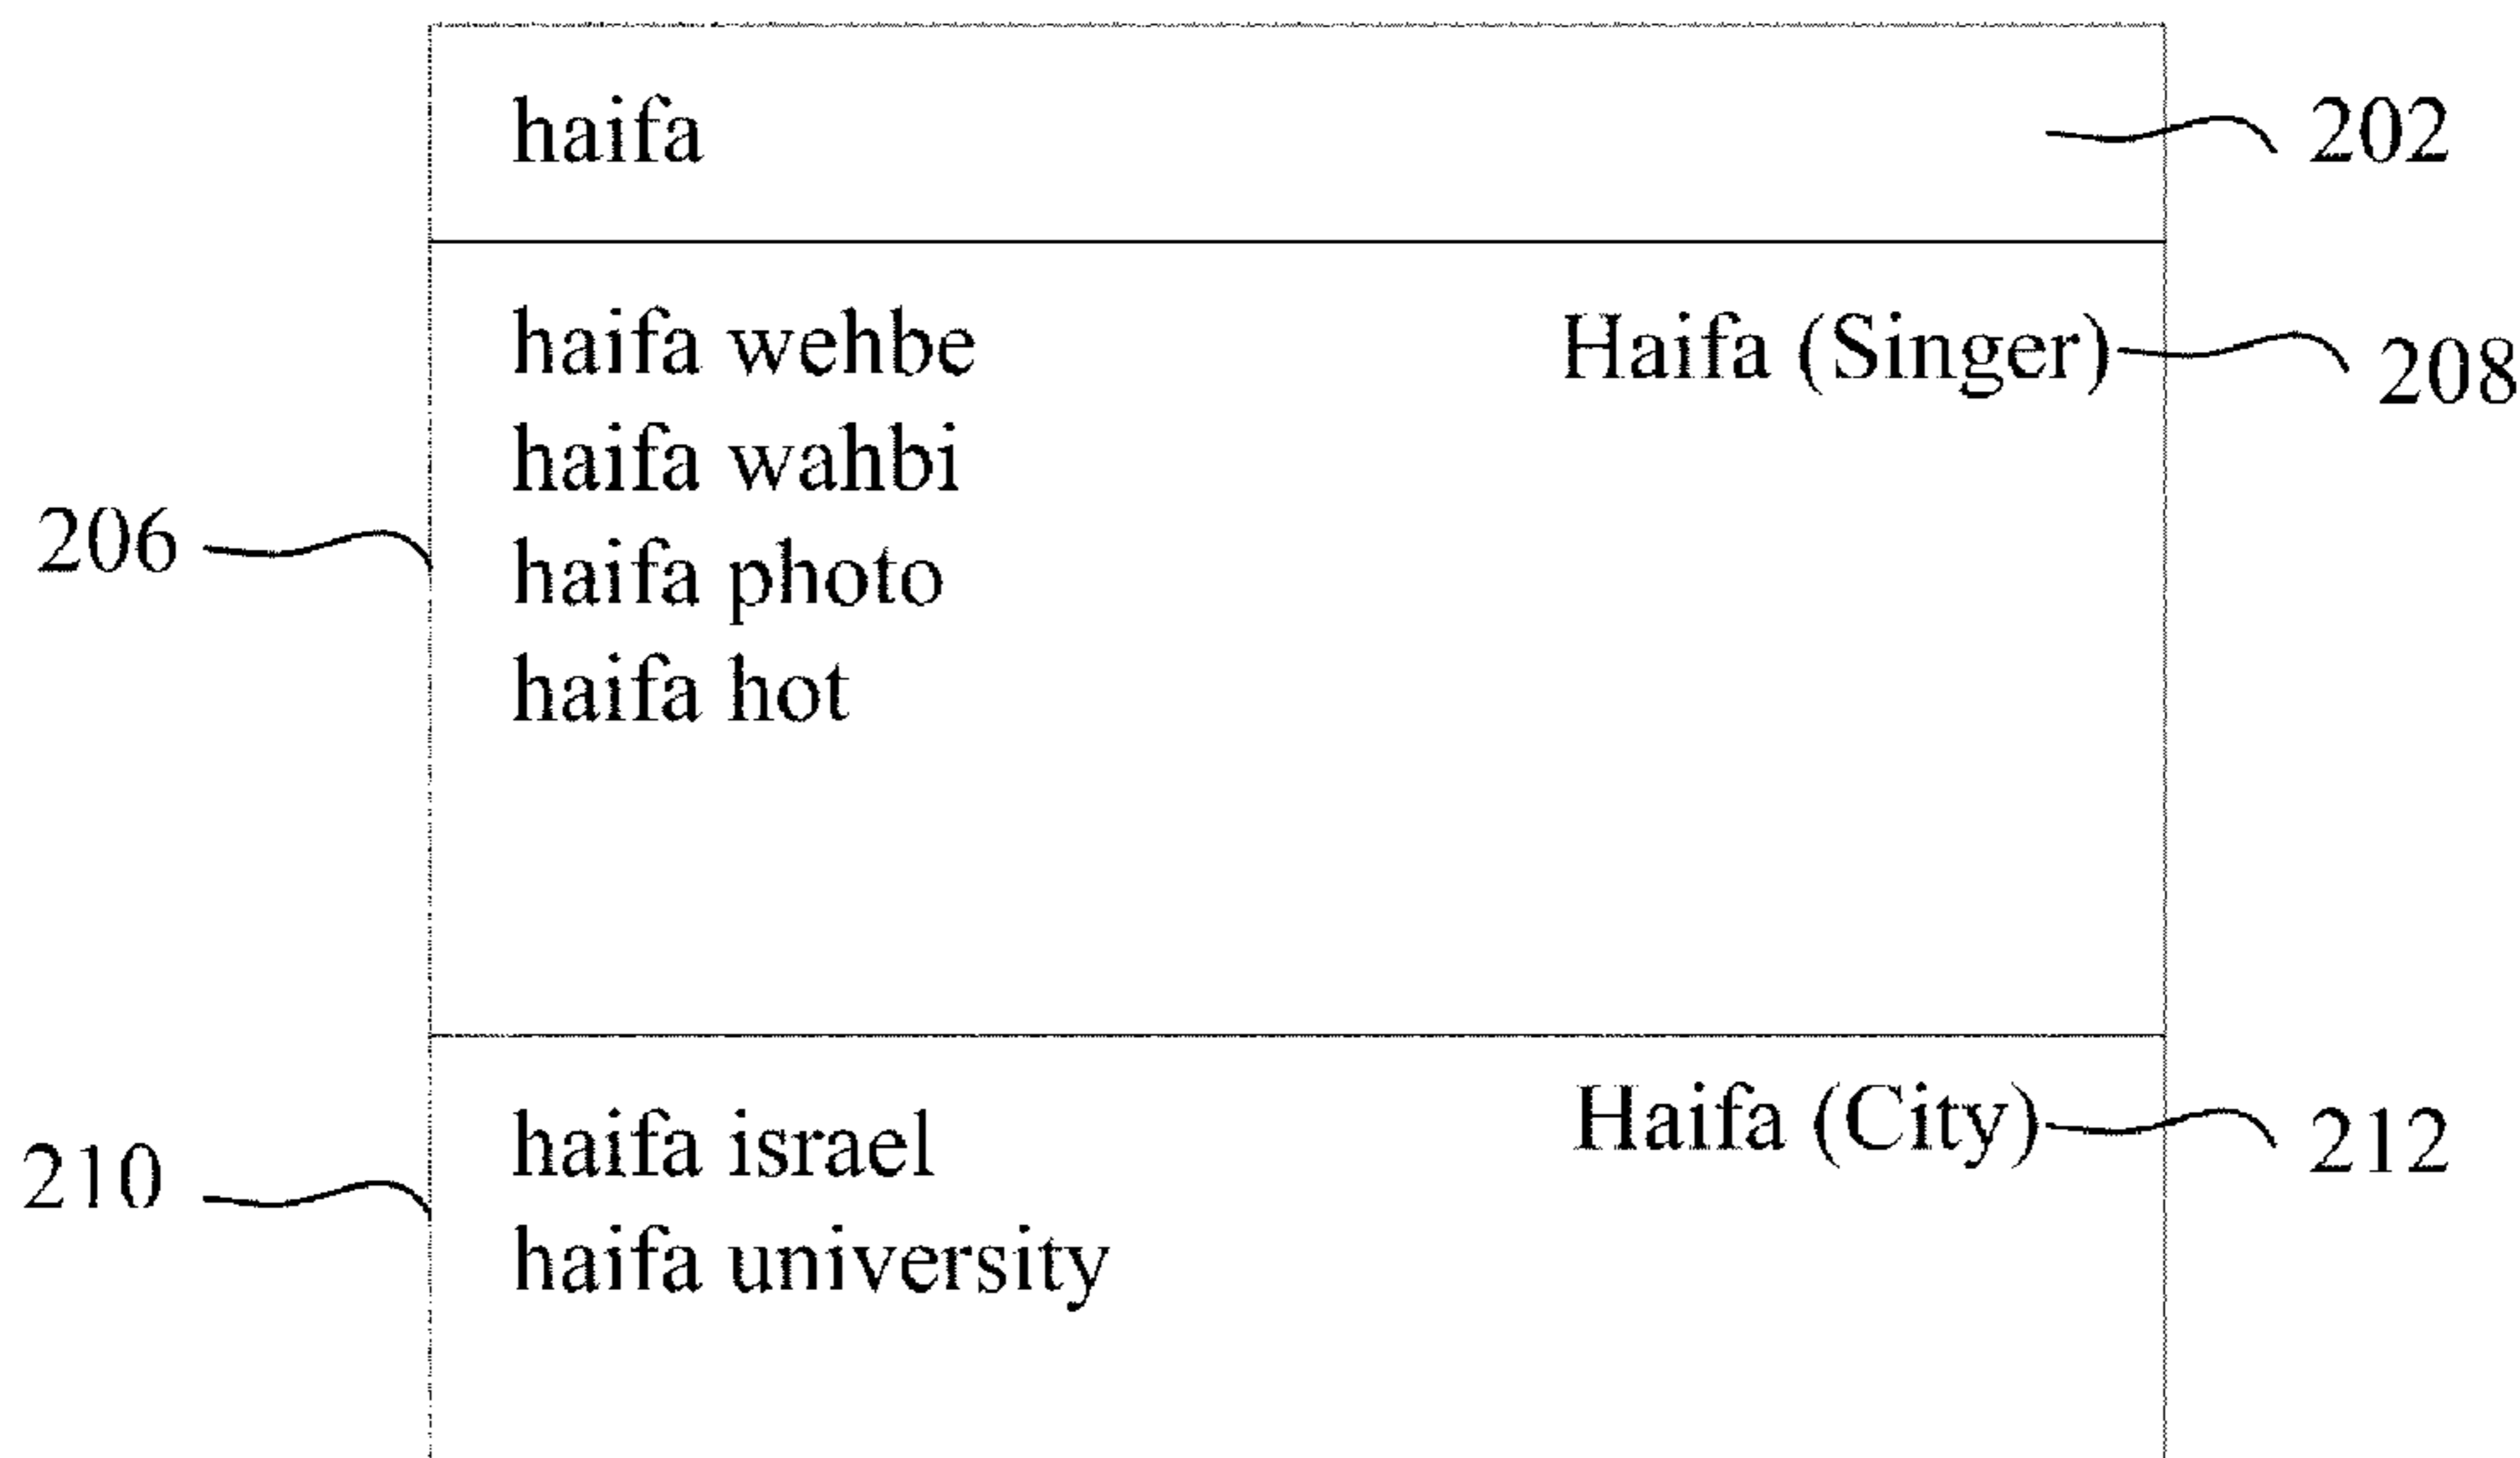 haifa
202
haifa wehbe
Haifa (Singer)
208
haifa wahbi
206
haifa photo
haifa hot
haifa israel
Haifa (City)
212
210
haifa university